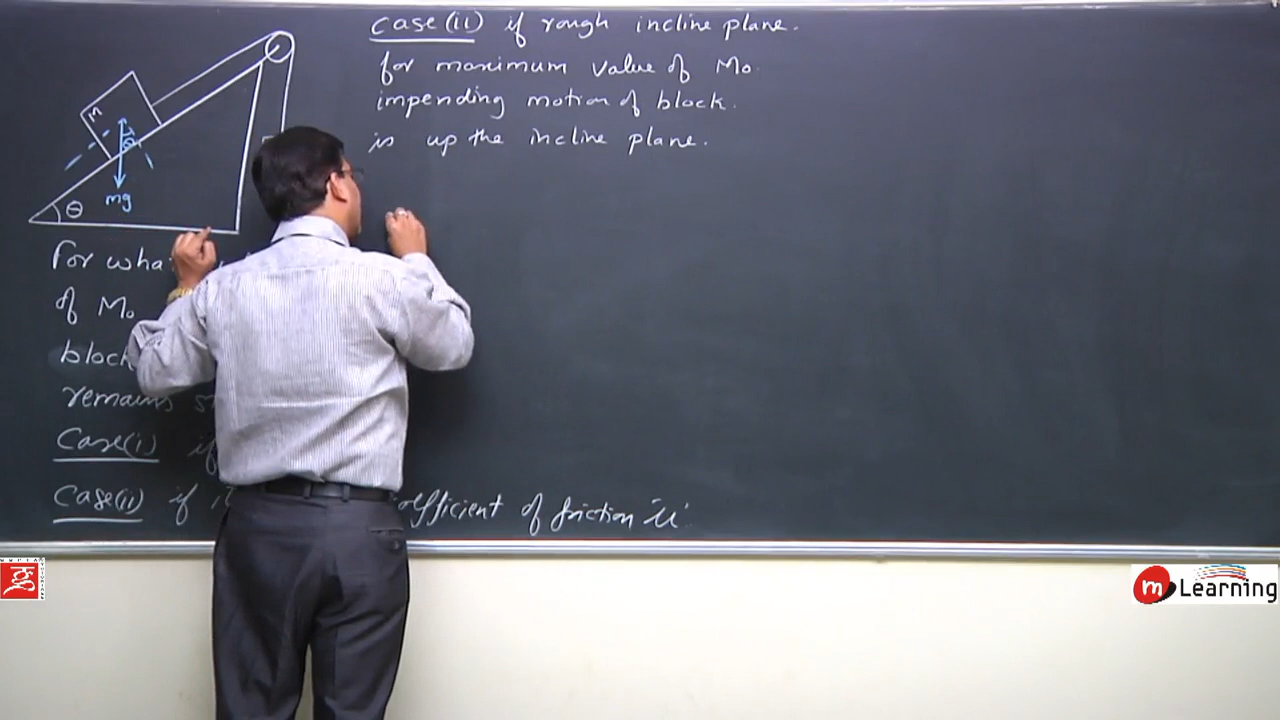 case(ii) if rough incline plane.
for maximum value of Mo.
impending motion of block.
is up the incline plane.
M
mg
θ
θ
For
of Mo
block
remains
Case(i) if
Case(ii) if coefficient of friction 'μ'
m Learning